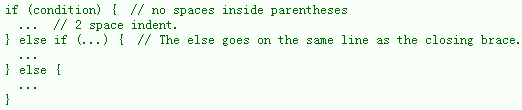 if (condition) {  // no spaces inside parentheses
  ...  // 2 space indent.
} else if (...) {  // The else goes on the same line as the closing brace.
  ...
} else {
  ...
}